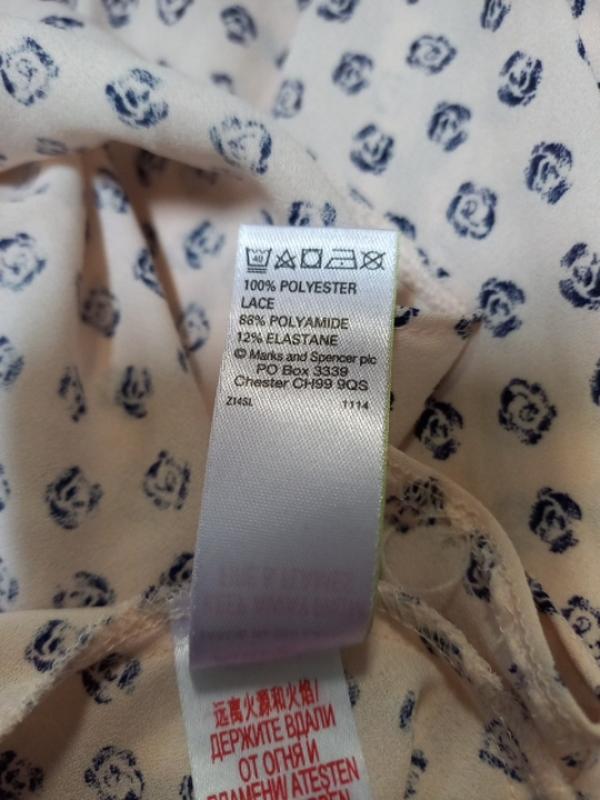 40
100% POLYESTER
LACE
88% POLYAMIDE
12% ELASTANE
© Marks and Spencer plc
PO Box 3339
Chester CH99 9QS
Z14SL 1114
远离火源和火焰/
ДЕРЖИТЕ ВДАЛИ
ОТ ОГНЯ И
ПЛАМЕНИ/ ATEŞTEN